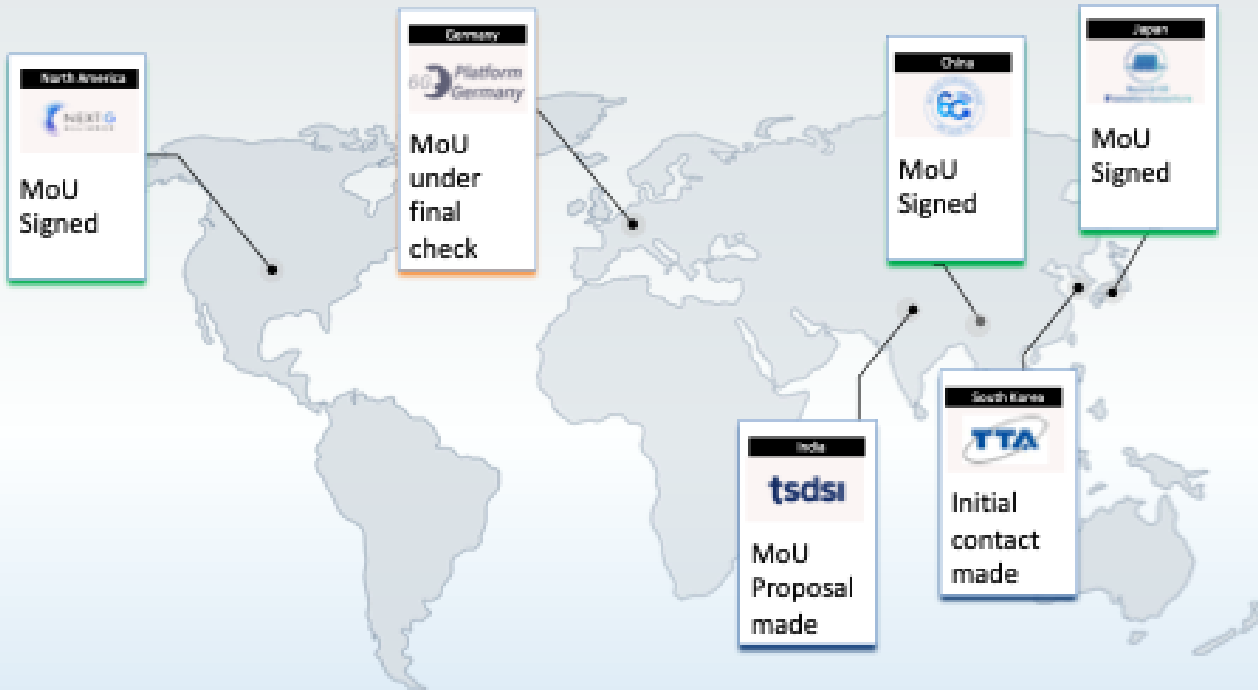 North America
NEXT G
ALLIANCE
MoU
Signed
Germany
6G Platform
Germany
MoU
under
final
check
China
6G
MoU
Signed
Japan
MoU
Signed
India
tsdsi
MoU
Proposal
made
South Korea
TTA
Initial
contact
made